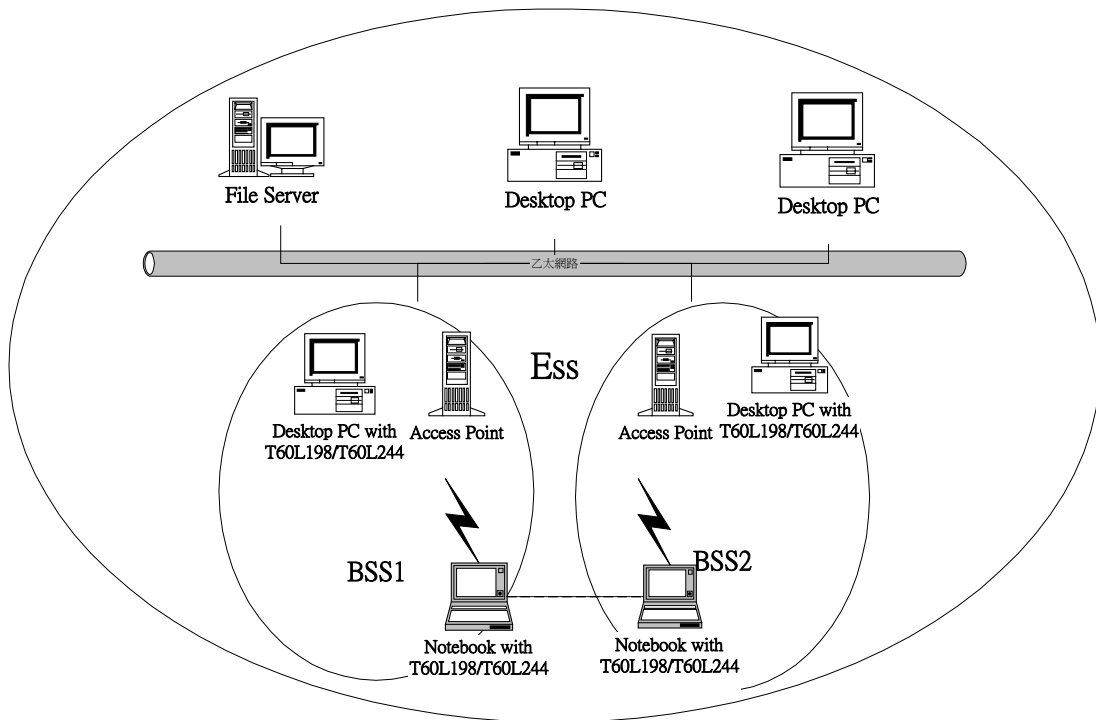 File Server
Desktop PC
Desktop PC
乙太網路
Ess
Desktop PC with
T60L198/T60L244
Access Point
Access Point
Desktop PC with
T60L198/T60L244
BSS1
BSS2
Notebook with
T60L198/T60L244
Notebook with
T60L198/T60L244